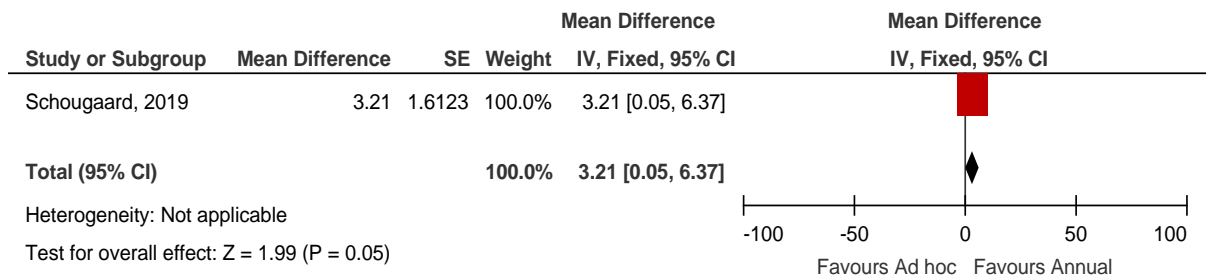 Mean Difference Mean Difference
Study or Subgroup Mean Difference SE Weight IV, Fixed, 95% CI IV, Fixed, 95% CI
Schougaard, 2019 3.21 1.6123 100.0% 3.21 [0.05, 6.37]
Total (95% CI) 100.0% 3.21 [0.05, 6.37]
Heterogeneity: Not applicable
Test for overall effect: Z = 1.99 (P = 0.05)
-100 -50 0 50 100
Favours Ad hoc Favours Annual